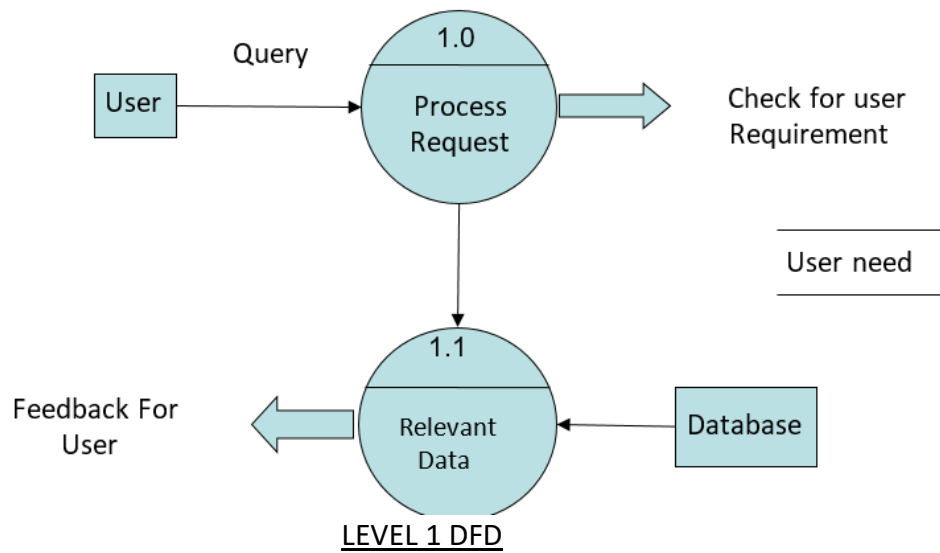 1.0
Query
User
Process
Request
Check for user
Requirement
User need
1.1
Feedback For
User
Relevant
Data
Database
LEVEL 1 DFD